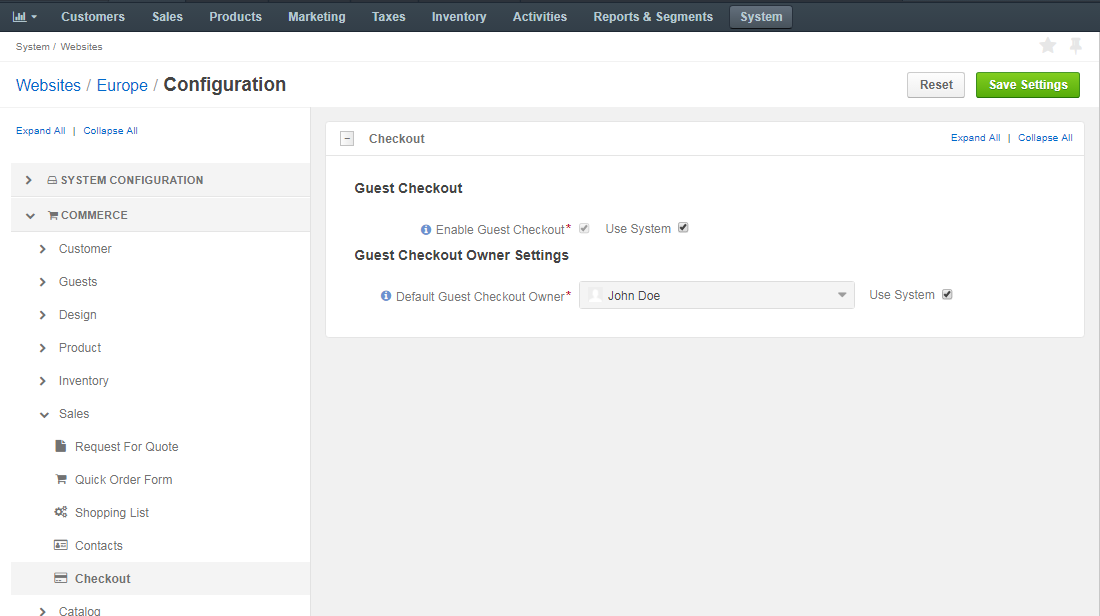 Customers Sales Products Marketing Taxes Inventory Activities Reports & Segments System
System / Websites
Websites / Europe / Configuration
Reset Save Settings
Expand All | Collapse All
SYSTEM CONFIGURATION
COMMERCE
Customer
Guests
Design
Product
Inventory
Sales
Request For Quote
Quick Order Form
Shopping List
Contacts
Checkout
Catalog
Checkout Expand All | Collapse All
Guest Checkout
Enable Guest Checkout* Use System
Guest Checkout Owner Settings
Default Guest Checkout Owner* John Doe Use System